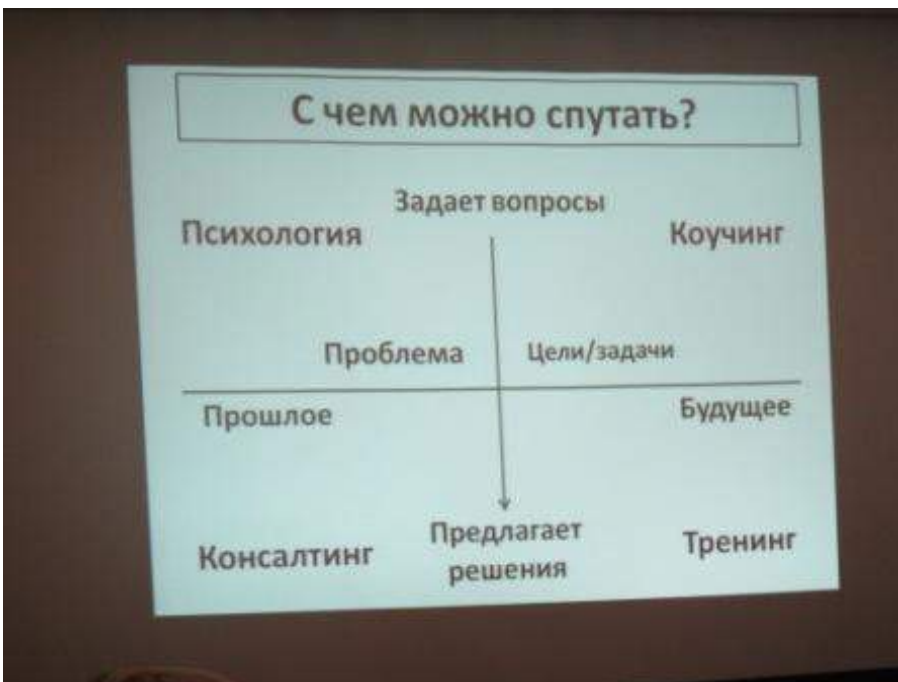 С чем можно спутать?
Задает вопросы
Психология
Коучинг
Проблема
Цели/задачи
Прошлое
Будущее
Консалтинг
Предлагает
решения
Тренинг